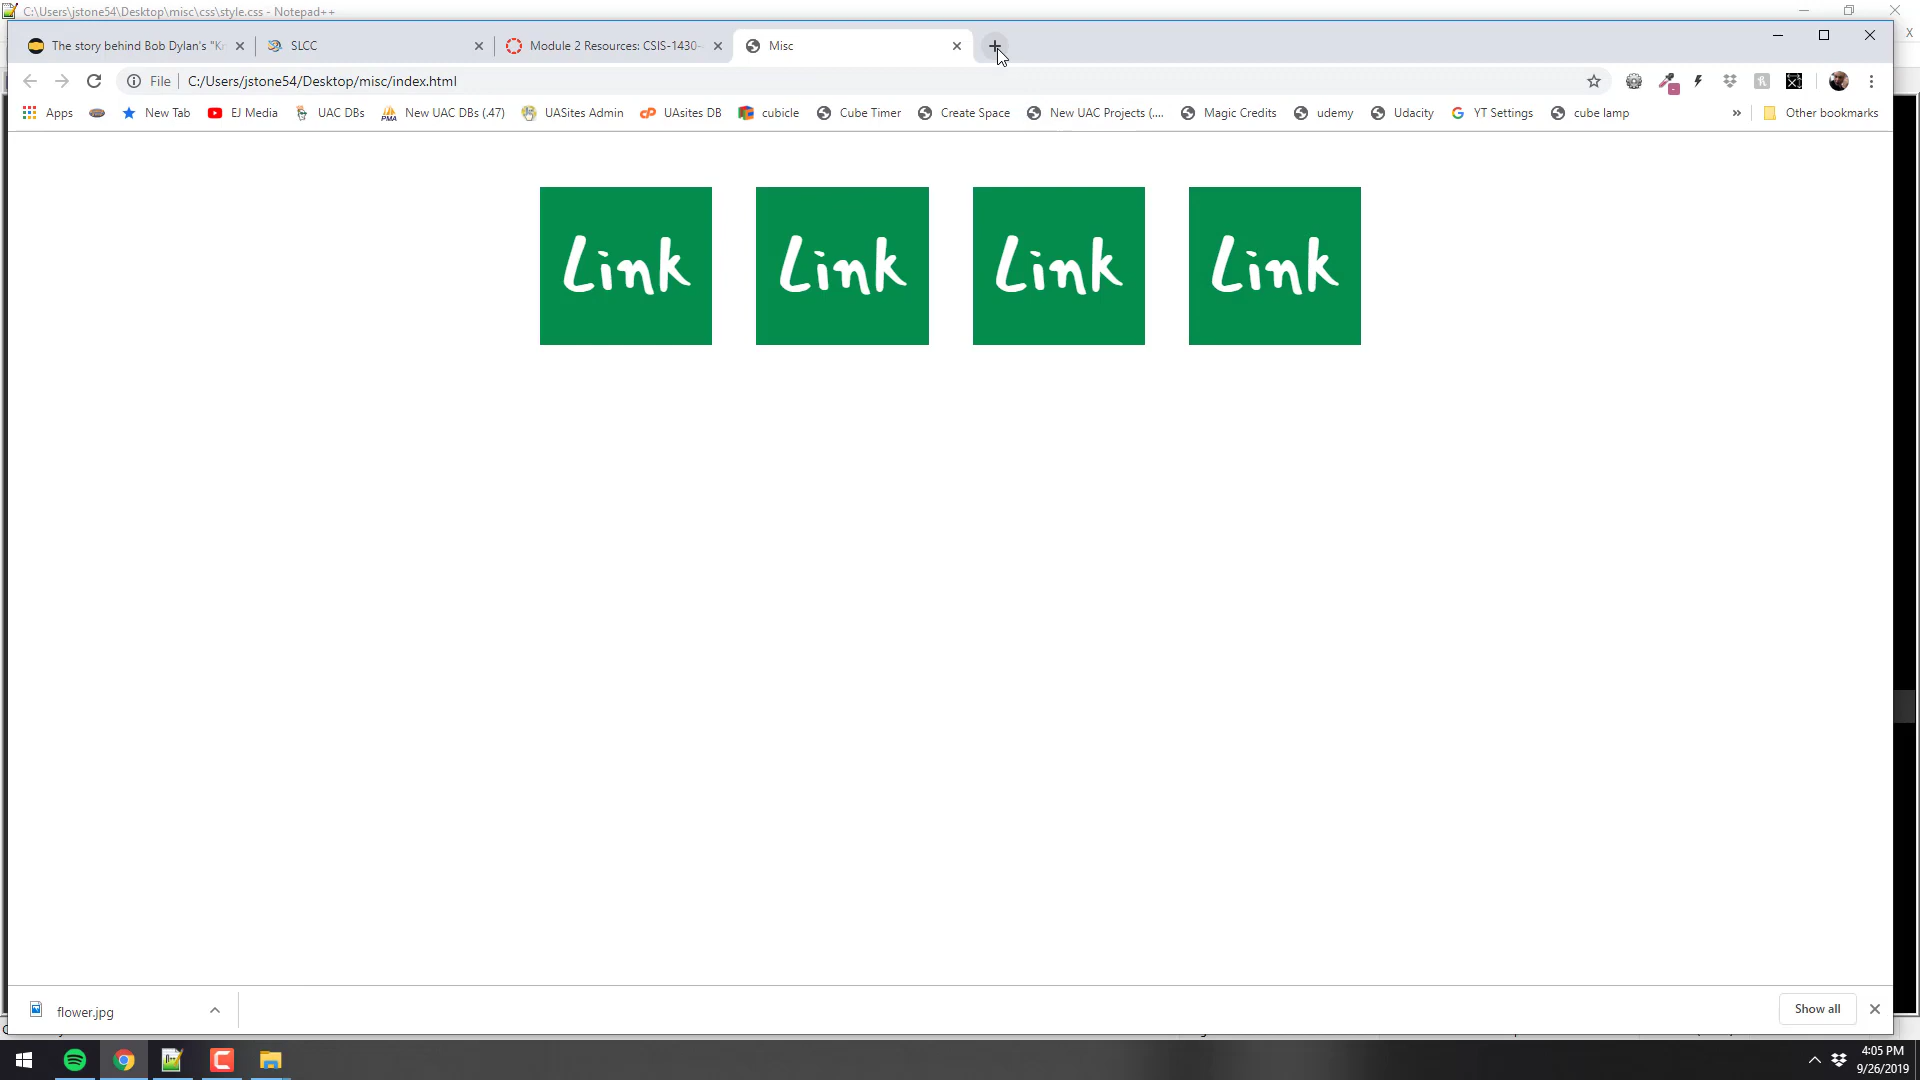 C:\Users\jstone54\Desktop\misc\css\style.css - Notepad++
The story behind Bob Dylan's "Kn
SLCC
Module 2 Resources: CSIS-1430-
Misc
File
C:/Users/jstone54/Desktop/misc/index.html
Apps
New Tab
EJ Media
UAC DBs
PMA
New UAC DBs (.47)
UASites Admin
cP
UAsites DB
cubicle
Cube Timer
Create Space
New UAC Projects (....
Magic Credits
udemy
Udacity
YT Settings
cube lamp
»
Other bookmarks
Link
Link
Link
Link
flower.jpg
Show all
4:05 PM
9/26/2019